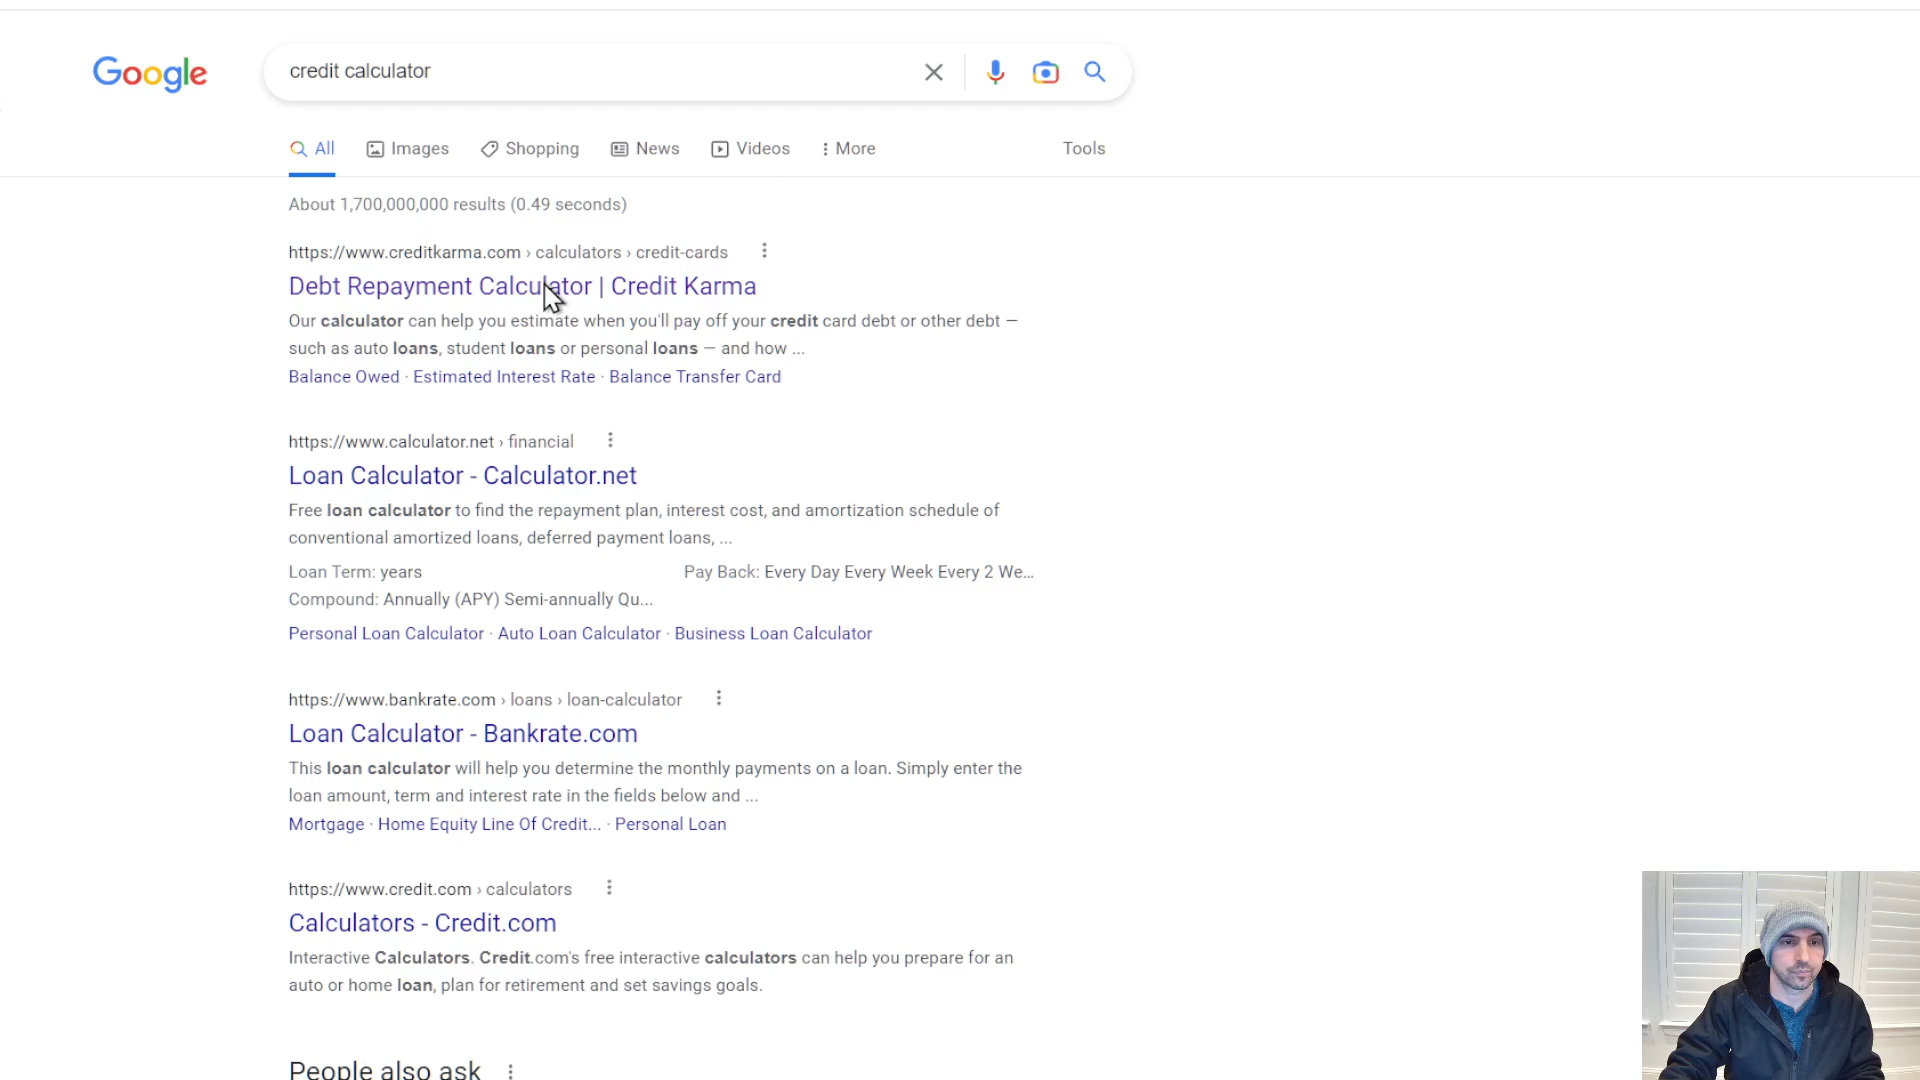 Google
credit calculator
All
Images
Shopping
News
Videos
More
Tools
About 1,700,000,000 results (0.49 seconds)
https://www.creditkarma.com › calculators › credit-cards
Debt Repayment Calculator | Credit Karma
Our calculator can help you estimate when you'll pay off your credit card debt or other debt —
such as auto loans, student loans or personal loans — and how ...
Balance Owed · Estimated Interest Rate · Balance Transfer Card
https://www.calculator.net › financial
Loan Calculator - Calculator.net
Free loan calculator to find the repayment plan, interest cost, and amortization schedule of
conventional amortized loans, deferred payment loans, ...
Loan Term: years
Pay Back: Every Day Every Week Every 2 We...
Compound: Annually (APY) Semi-annually Qu...
Personal Loan Calculator · Auto Loan Calculator · Business Loan Calculator
https://www.bankrate.com › loans › loan-calculator
Loan Calculator - Bankrate.com
This loan calculator will help you determine the monthly payments on a loan. Simply enter the
loan amount, term and interest rate in the fields below and ...
Mortgage · Home Equity Line Of Credit... · Personal Loan
https://www.credit.com › calculators
Calculators - Credit.com
Interactive Calculators. Credit.com's free interactive calculators can help you prepare for an
auto or home loan, plan for retirement and set savings goals.
People also ask